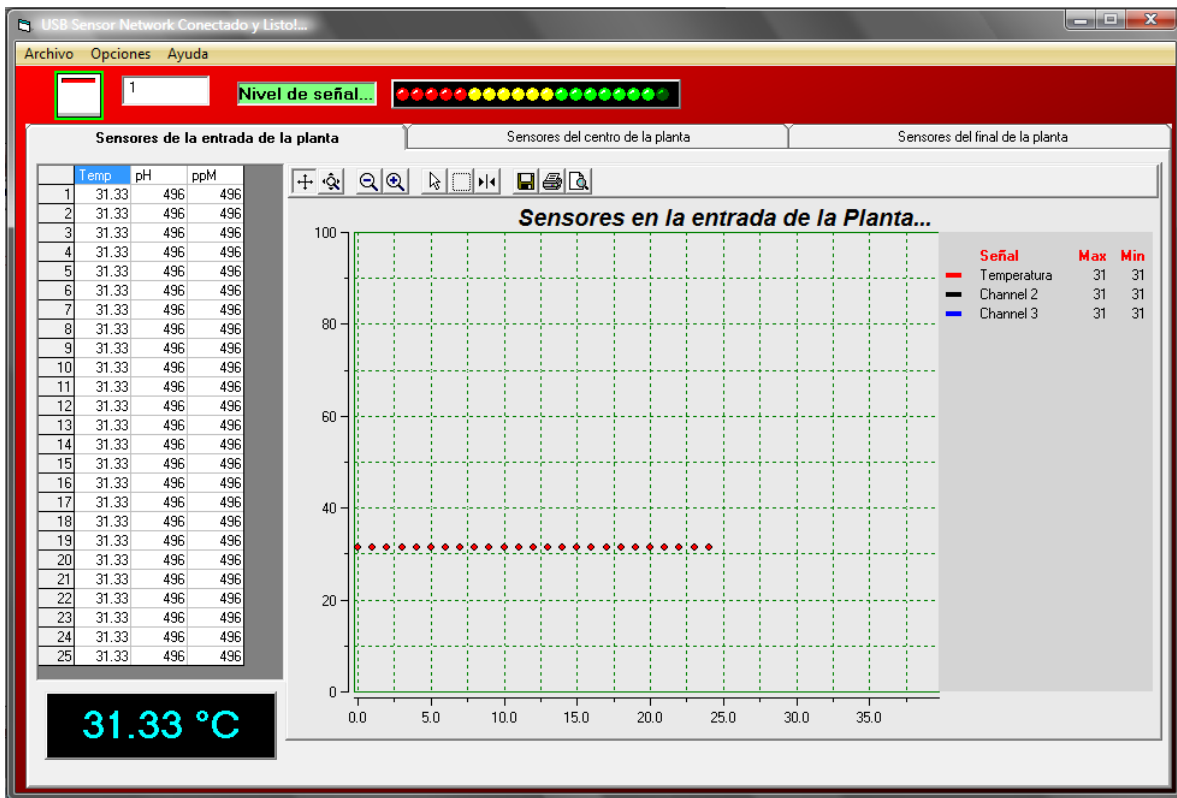 USB Sensor Network Conectado y Listo!...
Archivo Opciones Ayuda
1
Nivel de señal...
Sensores de la entrada de la planta Sensores del centro de la planta Sensores del final de la planta
Temp pH ppM
1 31.33 496 496
2 31.33 496 496
3 31.33 496 496
4 31.33 496 496
5 31.33 496 496
6 31.33 496 496
7 31.33 496 496
8 31.33 496 496
9 31.33 496 496
10 31.33 496 496
11 31.33 496 496
12 31.33 496 496
13 31.33 496 496
14 31.33 496 496
15 31.33 496 496
16 31.33 496 496
17 31.33 496 496
18 31.33 496 496
19 31.33 496 496
20 31.33 496 496
21 31.33 496 496
22 31.33 496 496
23 31.33 496 496
24 31.33 496 496
25 31.33 496 496
31.33 °C
Sensores en la entrada de la Planta...
100
80
60
40
20
0
0.0 5.0 10.0 15.0 20.0 25.0 30.0 35.0
Señal Max Min
Temperatura 31 31
Channel 2 31 31
Channel 3 31 31